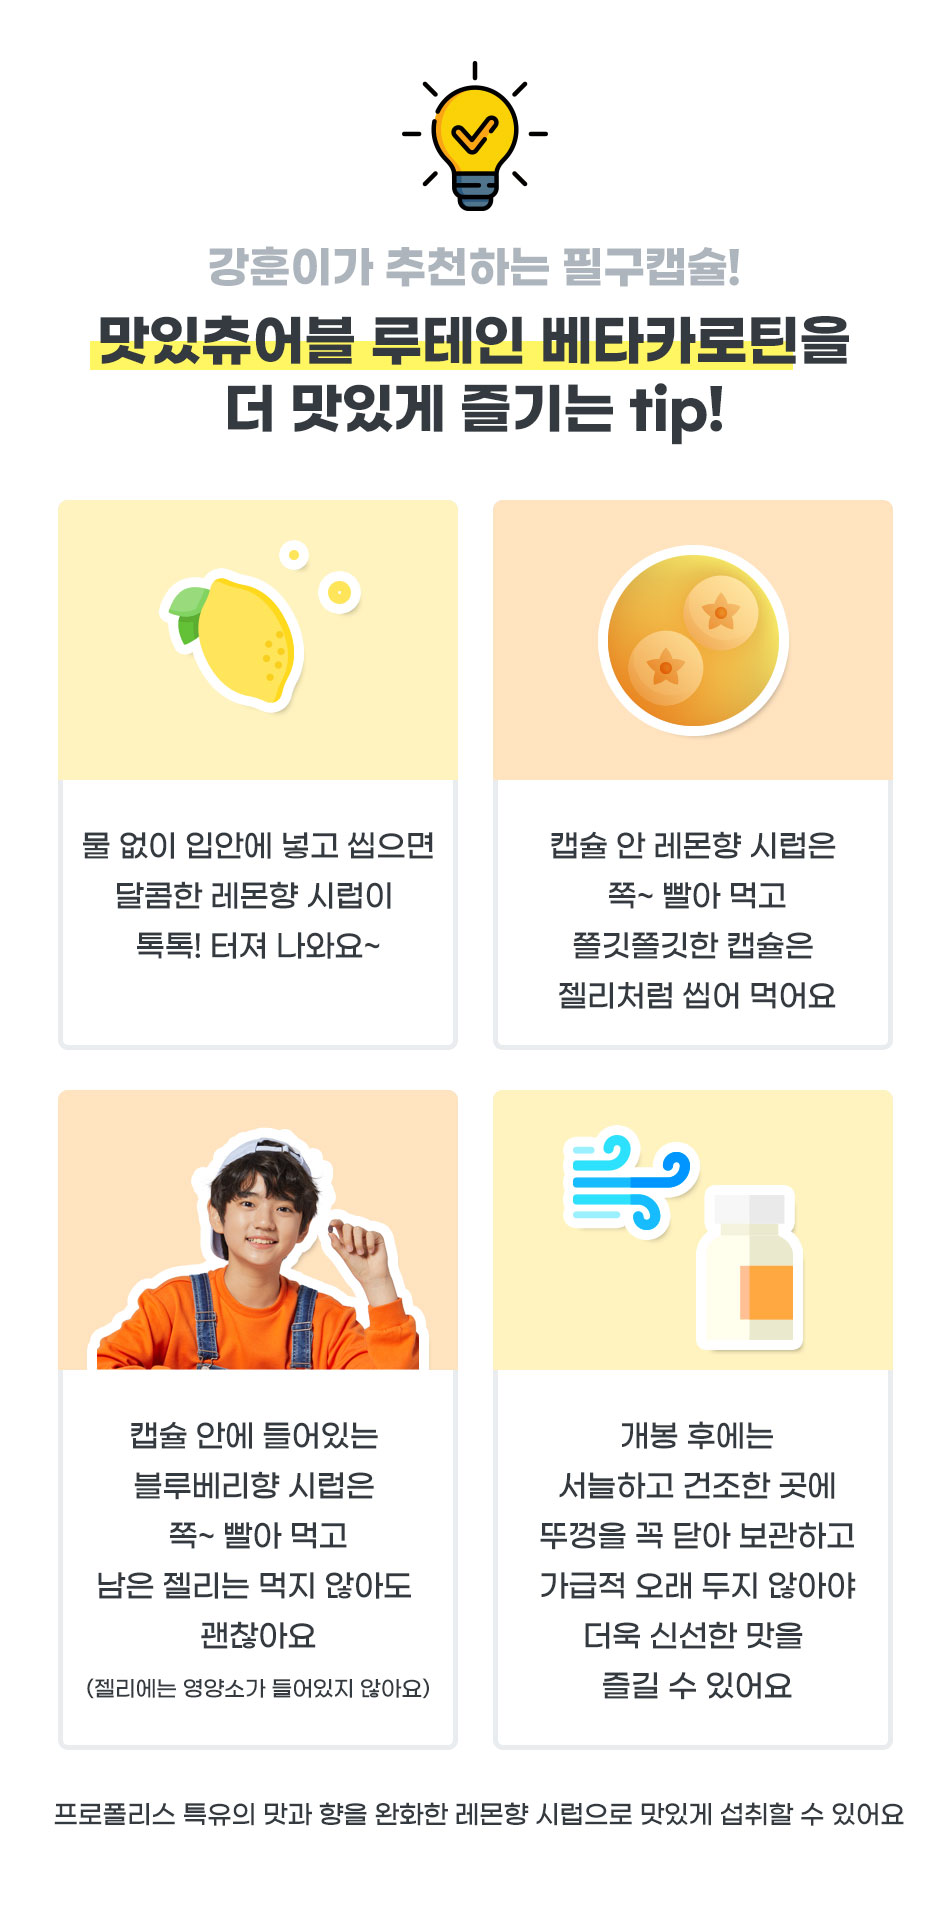 강훈이가 추천하는 필구캡슐!
맛있츄어블 루테인 베타카로틴을
더 맛있게 즐기는 tip!
물 없이 입안에 넣고 씹으면
달콤한 레몬향 시럽이
톡톡! 터져 나와요~
캡슐 안 레몬향 시럽은
쪽~ 빨아 먹고
쫄깃쫄깃한 캡슐은
젤리처럼 씹어 먹어요
캡슐 안에 들어있는
블루베리향 시럽은
쪽~ 빨아 먹고
남은 젤리는 먹지 않아도
괜찮아요
(젤리에는 영양소가 들어있지 않아요)
개봉 후에는
서늘하고 건조한 곳에
뚜껑을 꼭 닫아 보관하고
가급적 오래 두지 않아야
더욱 신선한 맛을
즐길 수 있어요
프로폴리스 특유의 맛과 향을 완화한 레몬향 시럽으로 맛있게 섭취할 수 있어요